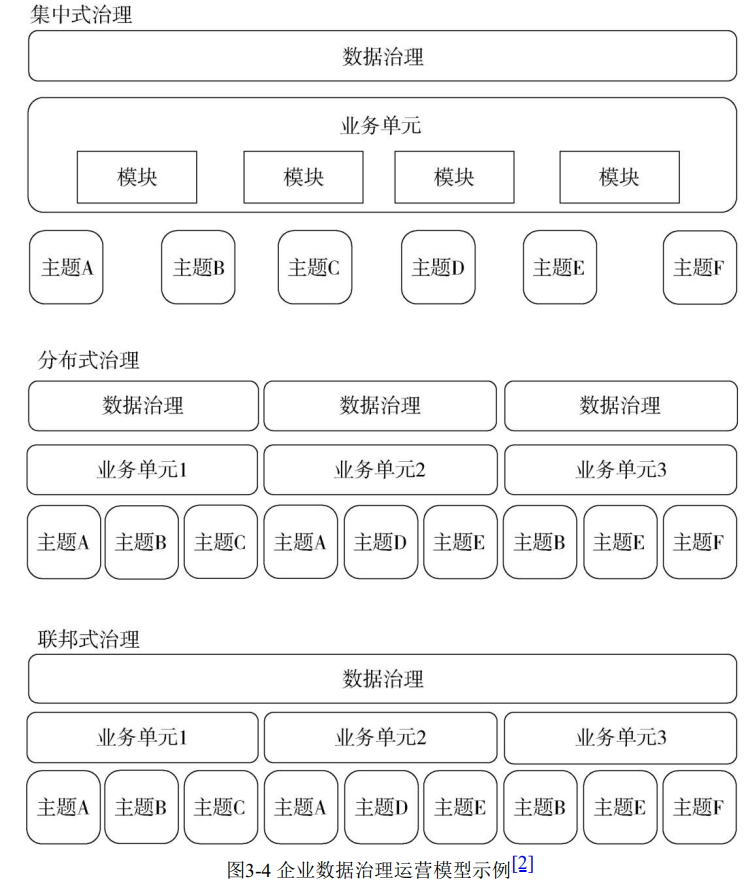 集中式治理
数据治理
业务单元
模块 模块 模块 模块
主题A 主题B 主题C 主题D 主题E 主题F
分布式治理
数据治理 数据治理 数据治理
业务单元1 业务单元2 业务单元3
主题A 主题B 主题C 主题A 主题D 主题E 主题B 主题E 主题F
联邦式治理
数据治理
业务单元1 业务单元2 业务单元3
主题A 主题B 主题C 主题A 主题D 主题E 主题B 主题E 主题F
图3-4 企业数据治理运营模型示例[2]